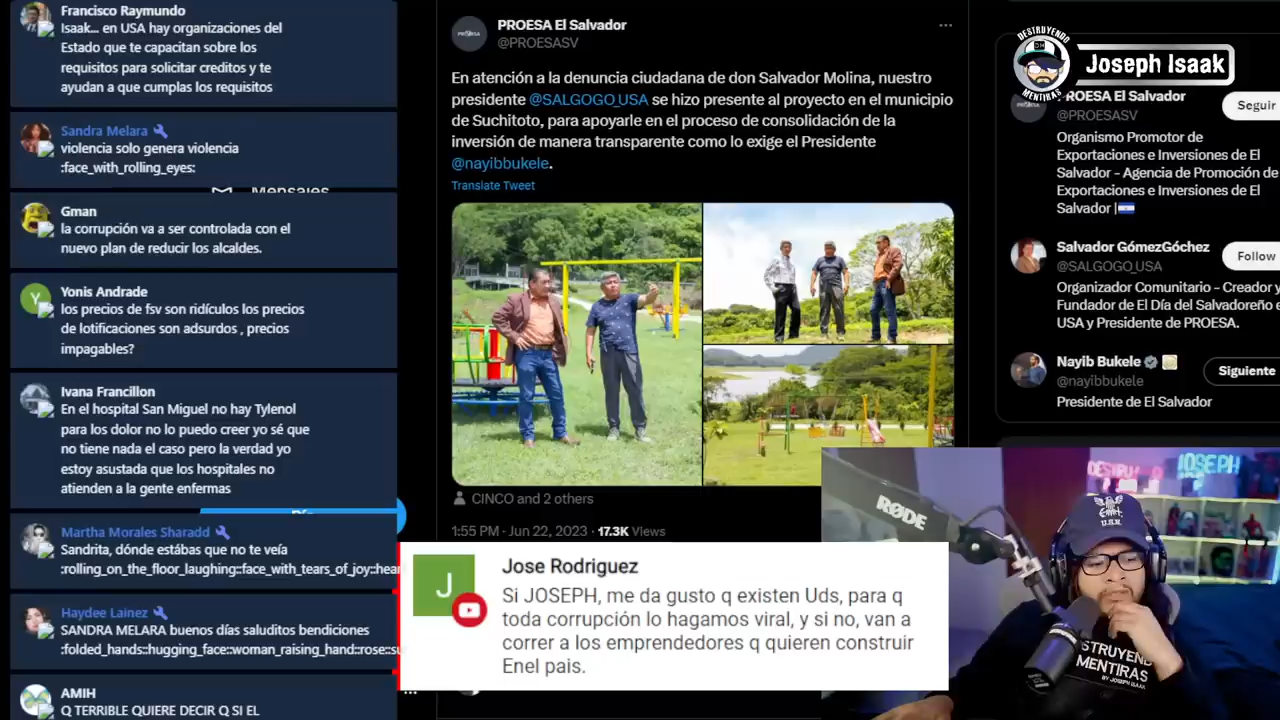 Francisco Raymundo
Isaak... en USA hay organizaciones del
Estado que te capacitan sobre los
requisitos para solicitar creditos y te
ayudan a que cumplas los requisitos
Sandra Melara
violencia solo genera violencia
:face_with_rolling_eyes:
Mensajes
Gman
la corrupción va a ser controlada con el
nuevo plan de reducir los alcaldes.
Y
Yonis Andrade
los precios de fsv son ridículos los precios
de lotificaciones son adsurdos , precios
impagables?
Ivana Francillon
En el hospital San Miguel no hay Tylenol
para los dolor no lo puedo creer yo sé que
no tiene nada el caso pero la verdad yo
estoy asustada que los hospitales no
atienden a la gente enfermas
Martha Morales Sharadd
Sandrita, dónde estábas que no te veía
:rolling_on_the_floor_laughing::face_with_tears_of_joy::hear
Haydee Lainez
SANDRA MELARA buenos días saluditos bendiciones
:folded_hands::hugging_face::woman_raising_hand::rose::su
AMIH
Q TERRIBLE QUIERE DECIR Q SI EL
PROESA El Salvador
@PROESASV
En atención a la denuncia ciudadana de don Salvador Molina, nuestro
presidente @SALGOGO_USA se hizo presente al proyecto en el municipio
de Suchitoto, para apoyarle en el proceso de consolidación de la
inversión de manera transparente como lo exige el Presidente
@nayibbukele.
Translate Tweet
CINCO and 2 others
1:55 PM · Jun 22, 2023 · 17.3K Views
J
Jose Rodriguez
Si JOSEPH, me da gusto q existen Uds, para q
toda corrupción lo hagamos viral, y si no, van a
correr a los emprendedores q quieren construir
Enel pais.
DESTRUYENDO
MENTIRAS
Joseph Isaak
PROESA El Salvador
@PROESASV
Seguir
Organismo Promotor de
Exportaciones e Inversiones de El
Salvador - Agencia de Promoción de
Exportaciones e Inversiones de El
Salvador |
Salvador GómezGóchez
@SALGOGO_USA
Follow
Organizador Comunitario - Creador y
Fundador de El Día del Salvadoreño
USA y Presidente de PROESA.
Nayib Bukele
@nayibbukele
Siguiente
Presidente de El Salvador
RØDE
JOSEPH
DESTRUYEND
MENTIRAS
BY JOSEPH ISAAK